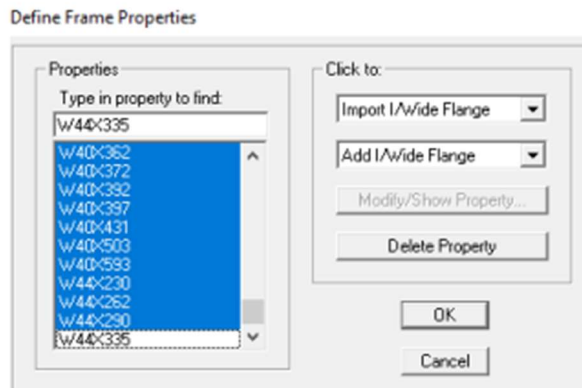 Define Frame Properties
Properties
Type in property to find:
W44X335
W40X362
W40X372
W40X392
W40X397
W40X431
W40X503
W40X593
W44X230
W44X262
W44X290
W44X335
Click to:
Import I/Wide Flange
Add I/Wide Flange
Modify/Show Property...
Delete Property
OK
Cancel